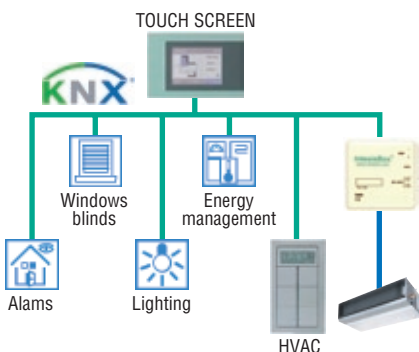 TOUCH SCREEN
KNX
Windows
blinds
Energy
management
Alams
Lighting
HVAC